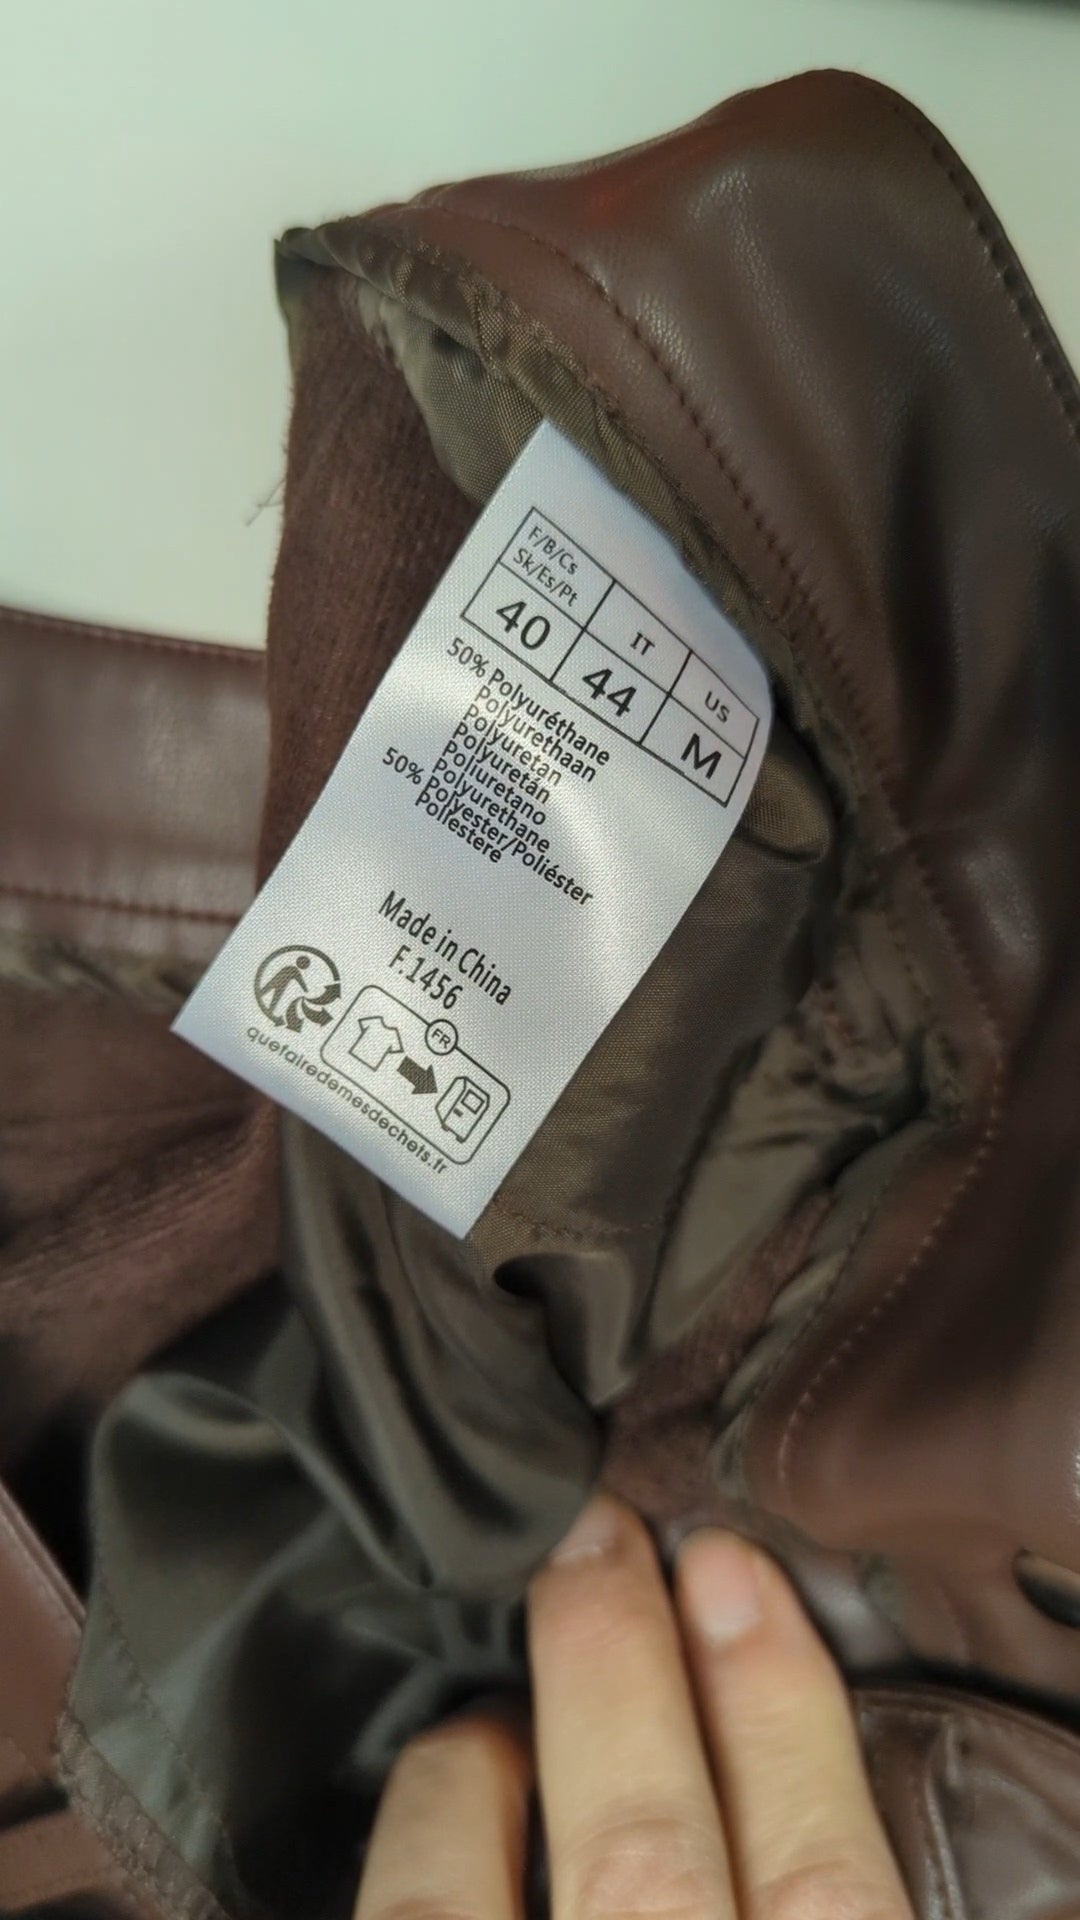 F/B/Cs
Sk/Es/Pt
IT
US
40
44
M
50% Polyuréthane
Polyurethaan
Polyuretan
Polyuretán
Poliuretano
Polyurethane
50% Polyester/Poliéster
Poliestere
Made in China
F.1456
FR
quefairedemesdechets.fr